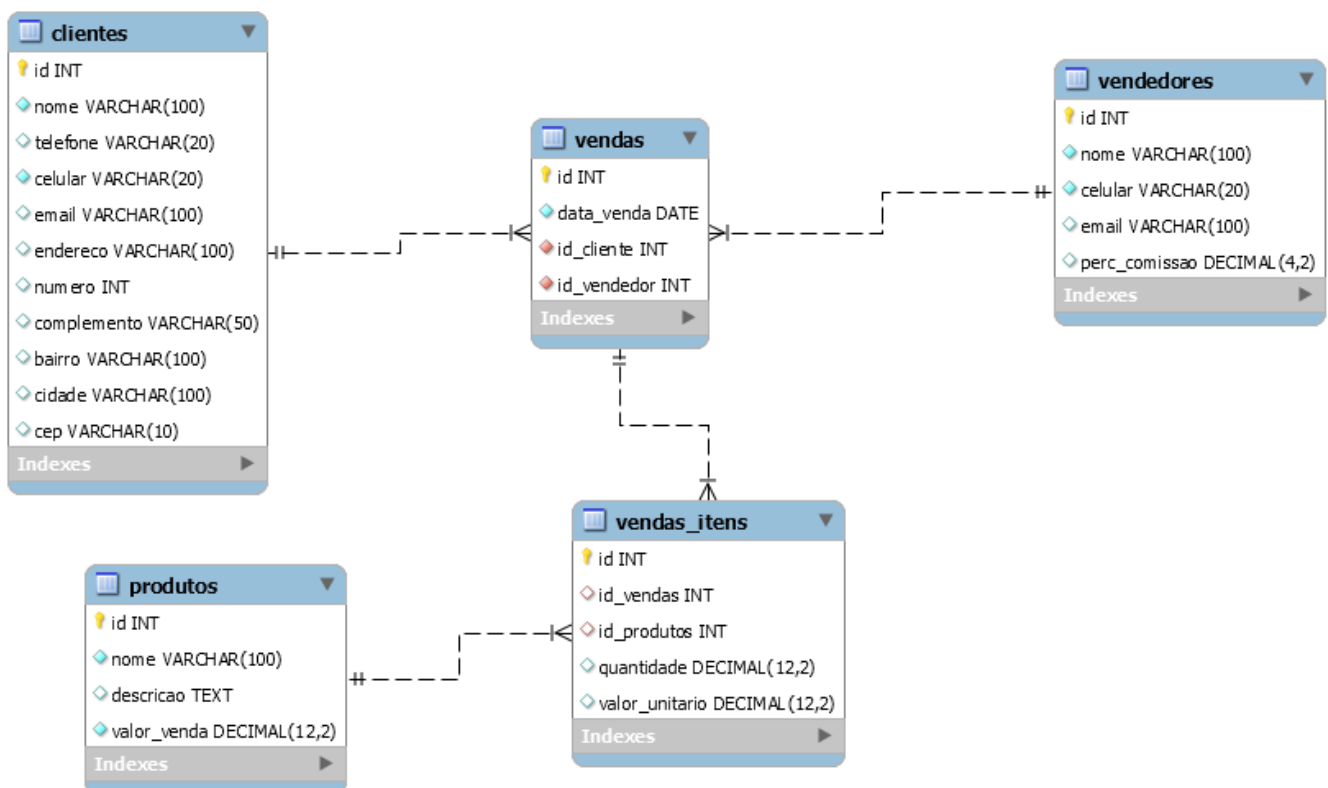 clientes
id INT
nome VARCHAR(100)
telefone VARCHAR(20)
celular VARCHAR(20)
email VARCHAR(100)
endereco VARCHAR(100)
numero INT
complemento VARCHAR(50)
bairro VARCHAR(100)
cidade VARCHAR(100)
cep VARCHAR(10)
Indexes
vendas
id INT
data_venda DATE
id_cliente INT
id_vendedor INT
Indexes
vendedores
id INT
nome VARCHAR(100)
celular VARCHAR(20)
email VARCHAR(100)
perc_comissao DECIMAL(4,2)
Indexes
produtos
id INT
nome VARCHAR(100)
descricao TEXT
valor_venda DECIMAL(12,2)
Indexes
vendas_itens
id INT
id_vendas INT
id_produtos INT
quantidade DECIMAL(12,2)
valor_unitario DECIMAL(12,2)
Indexes